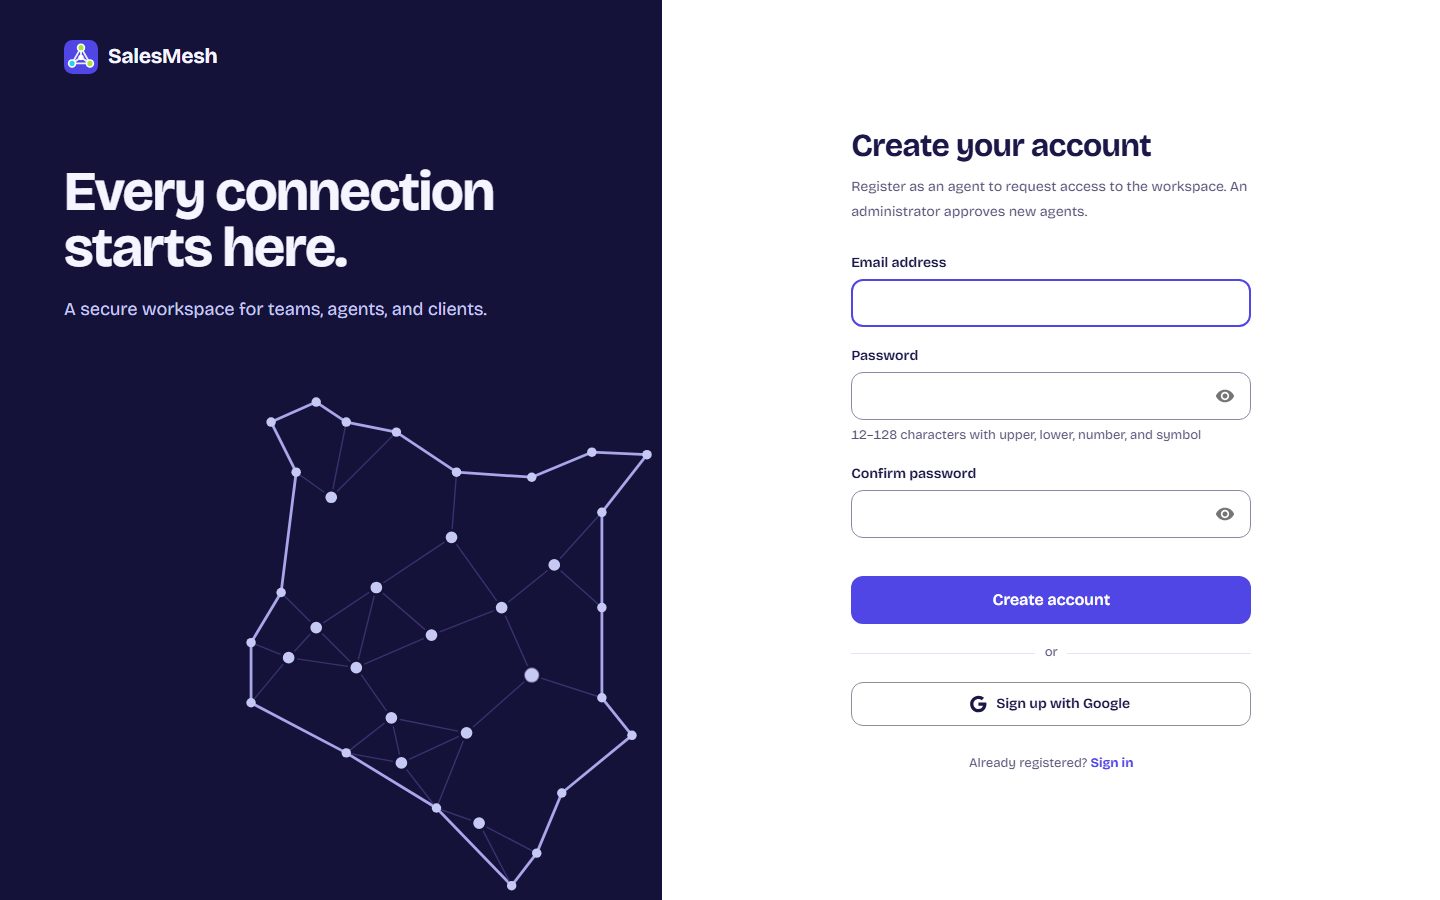 SalesMesh
Every connection
starts here.
A secure workspace for teams, agents, and clients.
Create your account
Register as an agent to request access to the workspace. An
administrator approves new agents.
Email address
Password
12–128 characters with upper, lower, number, and symbol
Confirm password
Create account
or
Sign up with Google
Already registered? Sign in